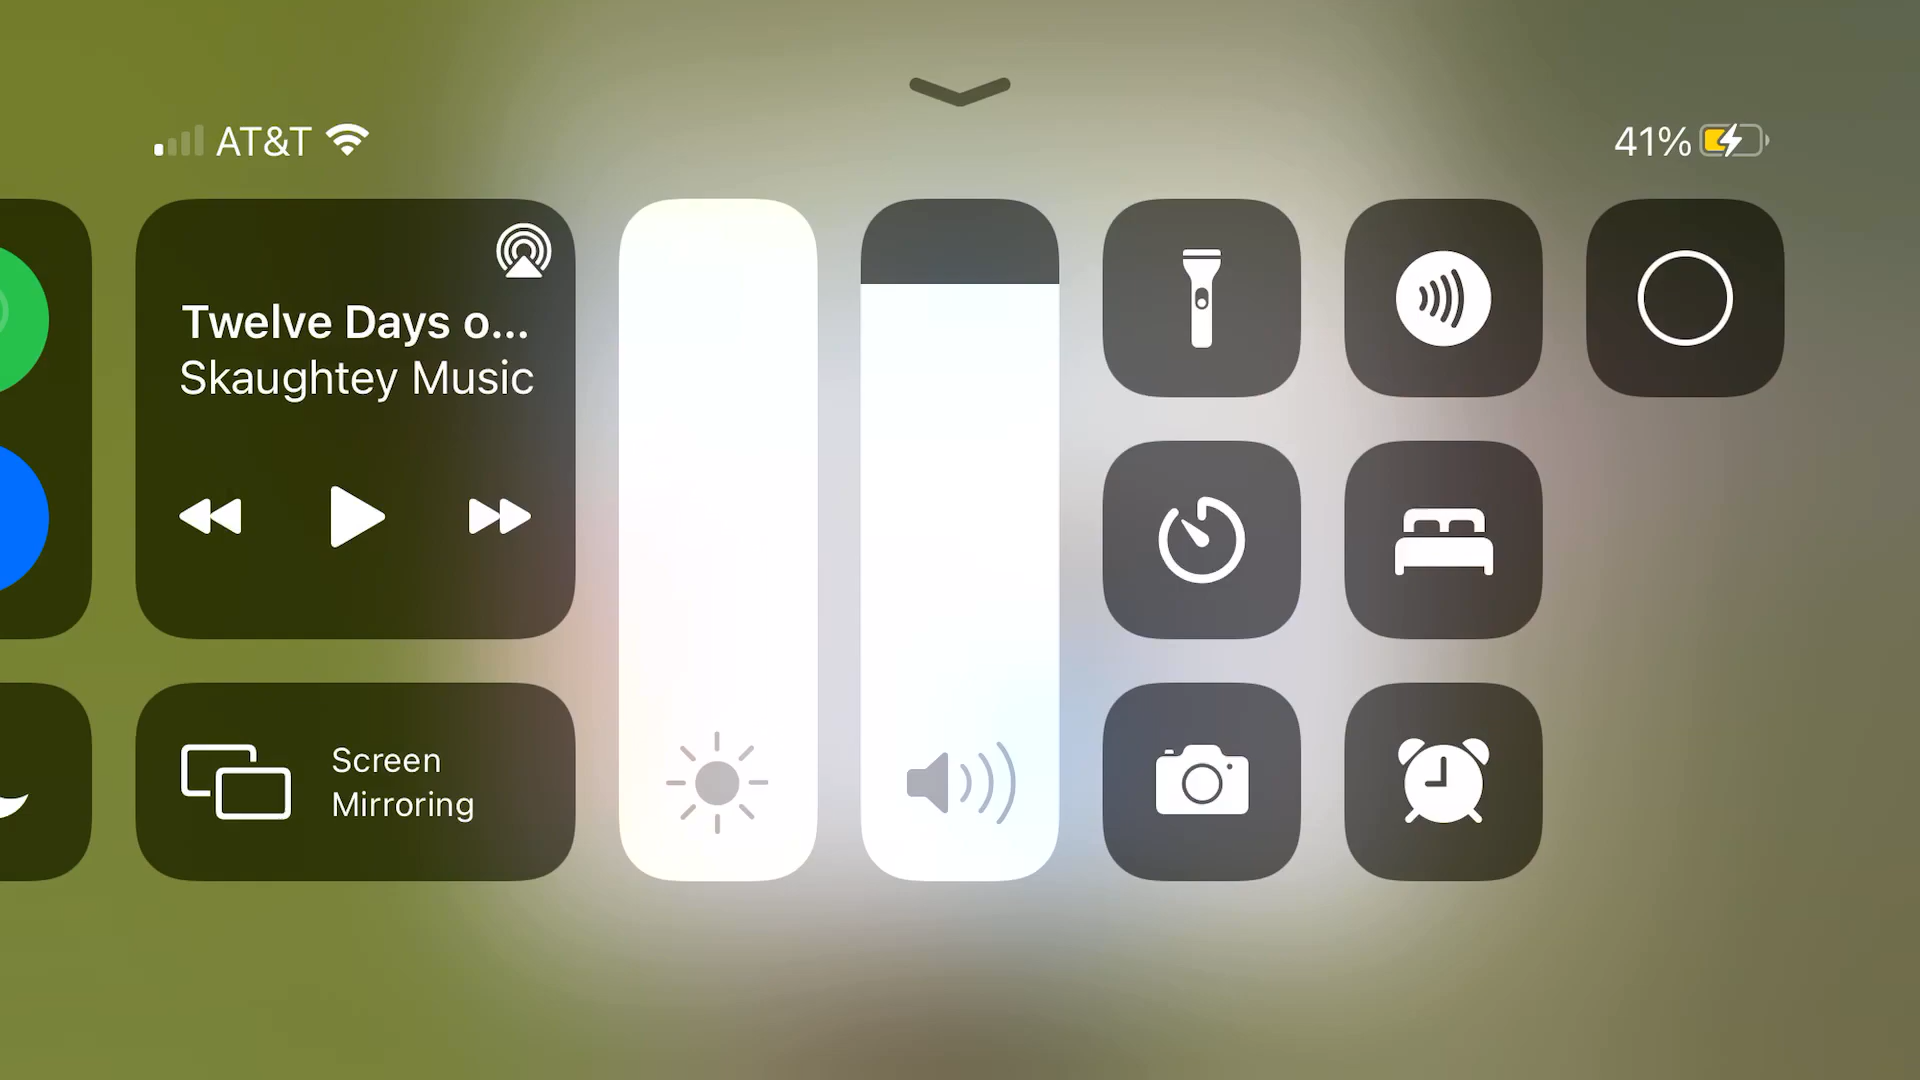 AT&T
41%
Twelve Days o...
Skaughtey Music
Screen
Mirroring